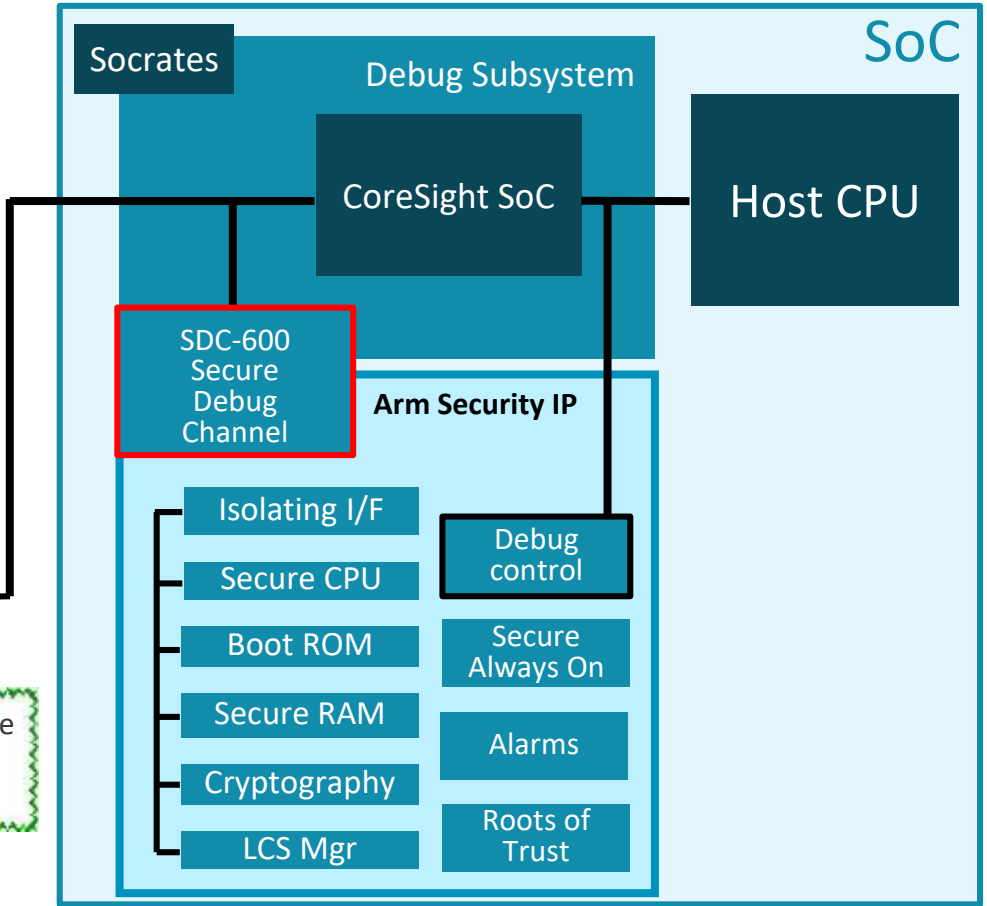 SoC
Socrates
Debug Subsystem
CoreSight SoC
Host CPU
SDC-600
Secure
Debug
Channel
Arm Security IP
Isolating I/F
Secure CPU
Boot ROM
Secure RAM
Cryptography
LCS Mgr
Debug
control
Secure
Always On
Alarms
Roots of
Trust